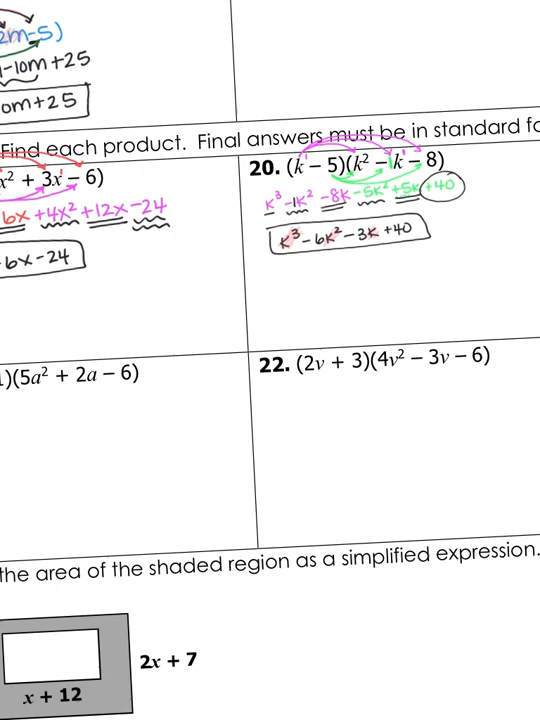 2m-5)
-10m+25
0m+25
Find each product. Final answers must be in standard fo
x² + 3x - 6)
6x +4x² +12x -24
6x-24
20. (k - 5)(k² - 1k - 8)
k³ -1k² -8k -5k² +5k +40
k³ - 6k² - 3k +40
)(5a² + 2a - 6)
22. (2v + 3)(4v² - 3v - 6)
the area of the shaded region as a simplified expression.
2x + 7
x + 12